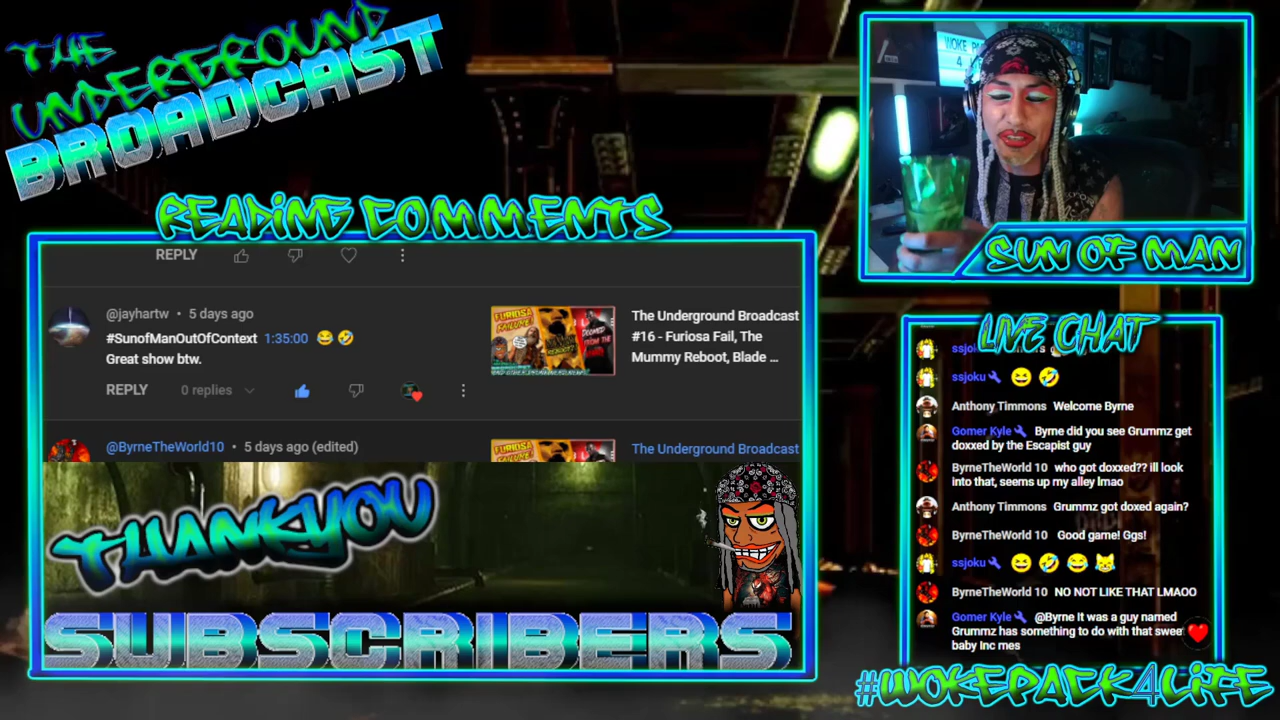 THE
UNDERGROUND
BROADCAST
READING COMMENTS
REPLY
@jayhartw • 5 days ago
#SunofManOutOfContext 1:35:00 😂 🤣
Great show btw.
REPLY 0 replies
The Underground Broadcast
#16 - Furiosa Fail, The
Mummy Reboot, Blade ...
@ByrneTheWorld10 • 5 days ago (edited)
The Underground Broadcast
FURIOSA
THANKYOU
SUBSCRIBERS
WOKE
4
SUN OF MAN
LIVE CHAT
ssjoku 😆 🤣
Anthony Timmons Welcome Byrne
Gomer Kyle Byrne did you see Grummz get
doxxed by the Escapist guy
ByrneTheWorld 10 who got doxxed?? ill look
into that, seems up my alley lmao
Anthony Timmons Grummz got doxed again?
ByrneTheWorld 10 Good game! Ggs!
ssjoku 😆 🤣 😂 😹
ByrneTheWorld 10 NO NOT LIKE THAT LMAOO
Gomer Kyle @Byrne It was a guy named
Grummz has something to do with that sweet
baby Inc mes
#WOKEPACK4LIFE